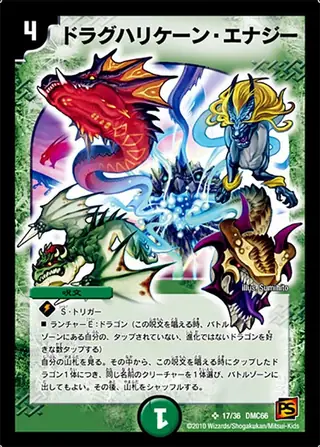 4
ドラグハリケーン・エナジー
illus.Sumihito
呪文
S・トリガー
■ ランチャーE:ドラゴン (この呪文を唱える時、バトル
ゾーンにある自分の、タップされていない、進化ではないドラゴンを好
きな数タップする)
自分の山札を見る。その中から、この呪文を唱える時にタップしたド
ラゴン1体につき、同じ名前のクリーチャーを1体選び、バトルゾーン
に出してもよい。その後、山札をシャッフルする。
1
17/36 DMC66
PS
©2010 Wizards/Shogakukan/Mitsui-Kids